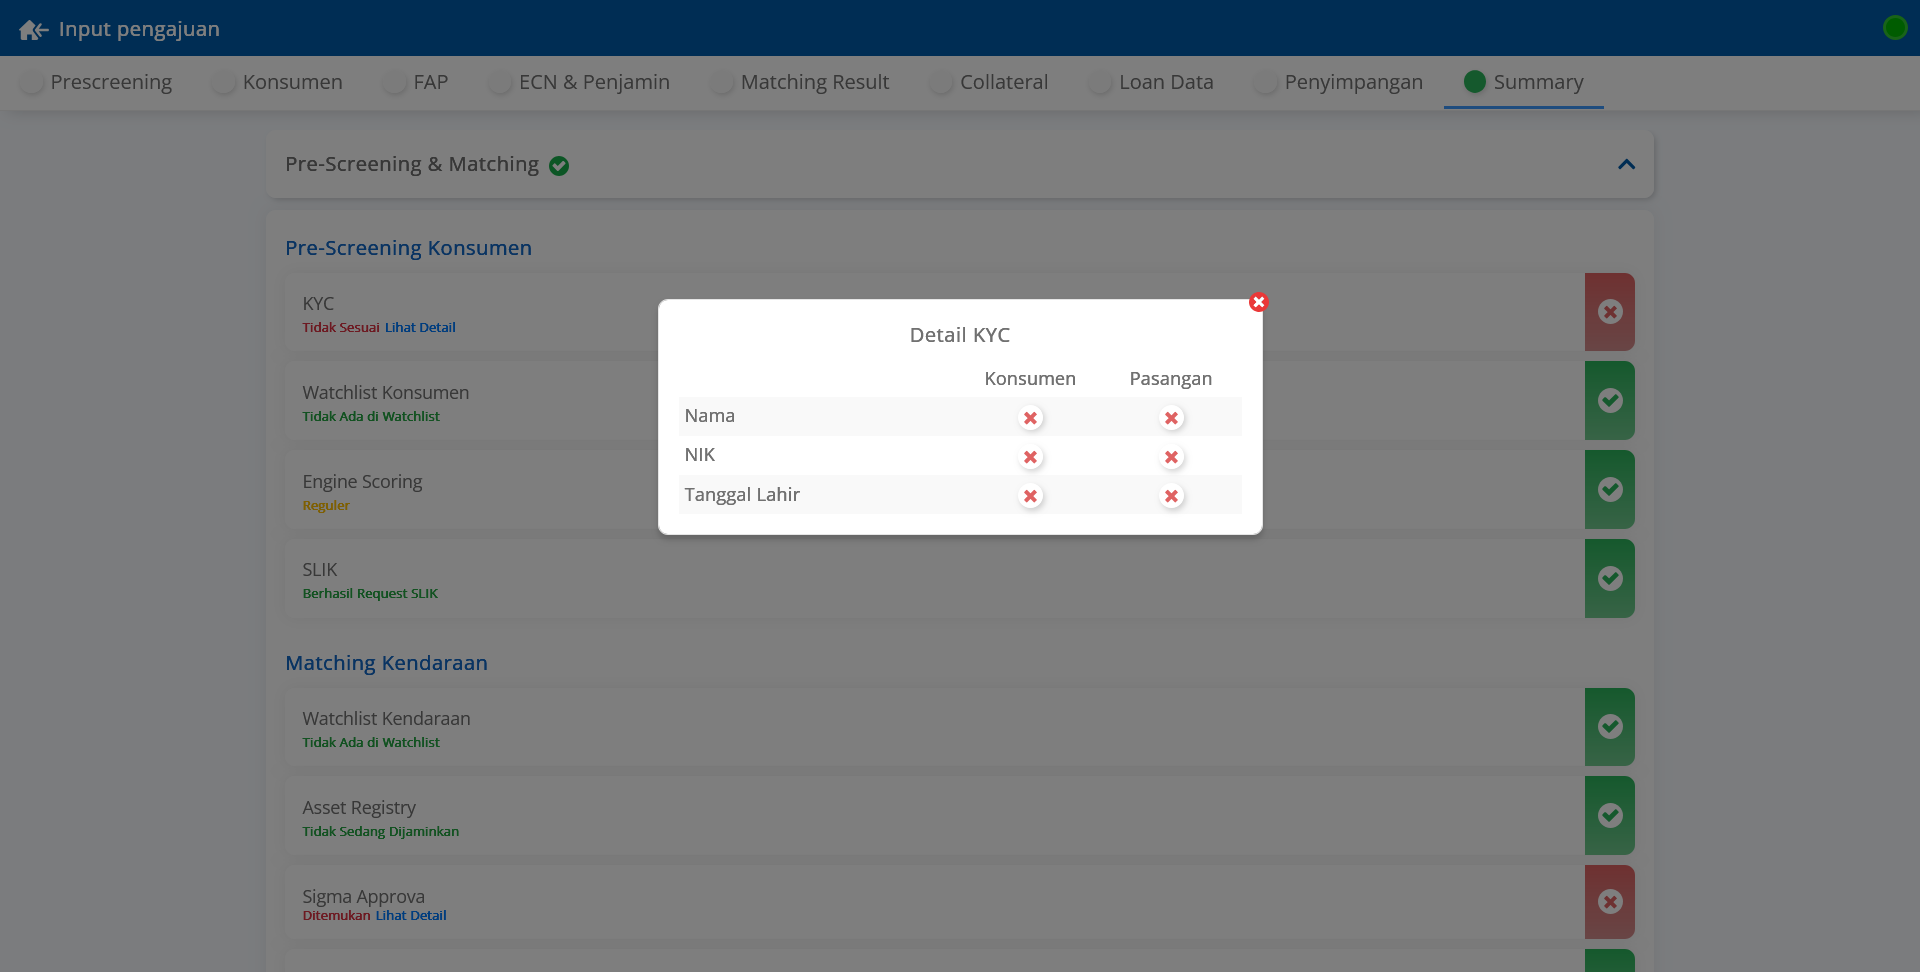 Input pengajuan
Prescreening Konsumen FAP ECN & Penjamin Matching Result Collateral Loan Data Penyimpangan Summary
Pre-Screening & Matching
Pre-Screening Konsumen
KYC
Tidak Sesuai Lihat Detail
Watchlist Konsumen
Tidak Ada di Watchlist
Engine Scoring
Reguler
SLIK
Berhasil Request SLIK
Detail KYC
Konsumen Pasangan
Nama
NIK
Tanggal Lahir
Matching Kendaraan
Watchlist Kendaraan
Tidak Ada di Watchlist
Asset Registry
Tidak Sedang Dijaminkan
Sigma Approva
Ditemukan Lihat Detail